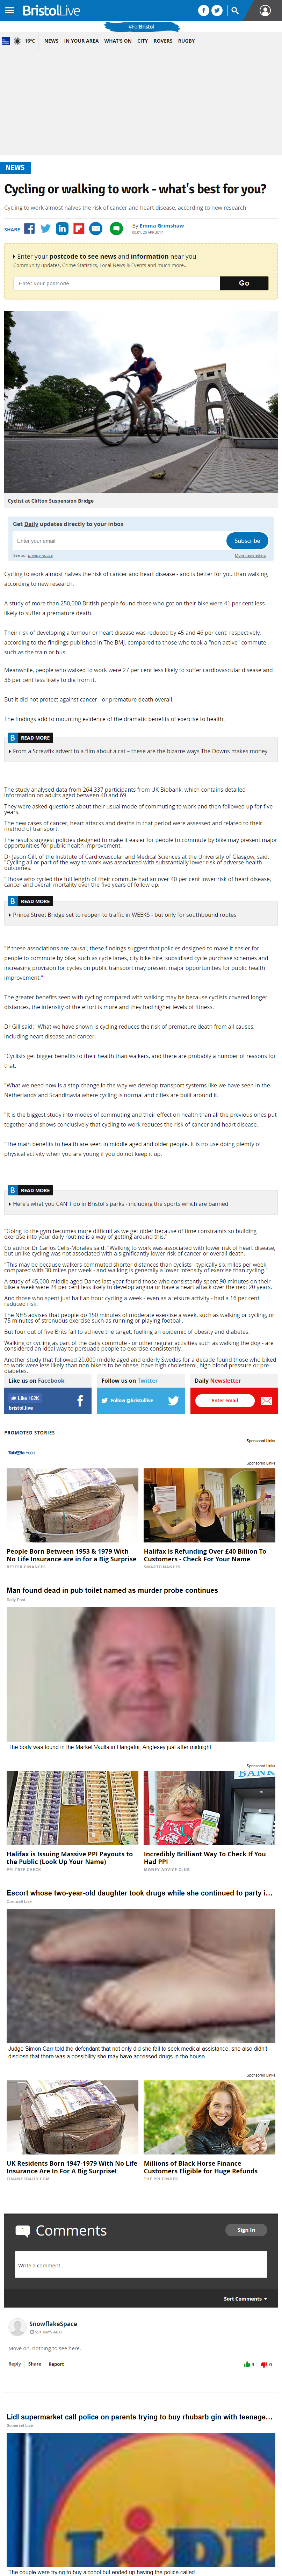 BristolLive
#ForBristol
16°C
NEWS IN YOUR AREA WHAT'S ON CITY ROVERS RUGBY
NEWS
Cycling or walking to work - what's best for you?
Cycling to work almost halves the risk of cancer and heart disease, according to new research
SHARE
By Emma Grimshaw
Enter your postcode to see news and information near you
Community updates, Crime Statistics, Local News & Events and much more...
Enter your postcode
Go
Cyclist at Clifton Suspension Bridge
Get Daily updates directly to your inbox
Enter your email
Subscribe
See our privacy notice
More newsletters
Cycling to work almost halves the risk of cancer and heart disease - and is better for you than walking,
according to new research.
A study of more than 250,000 British people found those who got on their bike were 41 per cent less
likely to suffer a premature death.
Their risk of developing a tumour or heart disease was reduced by 45 and 46 per cent, respectively,
according to the findings published in The BMJ, compared to those who took a "non active" commute
such as the train or bus.
Meanwhile, people who walked to work were 27 per cent less likely to suffer cardiovascular disease and
36 per cent less likely to die from it.
But it did not protect against cancer - or premature death overall.
The findings add to mounting evidence of the dramatic benefits of exercise to health.
B READ MORE
From a Screwfix advert to a film about a cat – these are the bizarre ways The Downs makes money
The study analysed data from 264,337 participants from UK Biobank, which contains detailed
information on adults aged between 40 and 69.
They were asked questions about their usual mode of commuting to work and then followed up for five
years.
The new cases of cancer, heart attacks and deaths in that period were assessed and related to their
method of transport.
The results suggest policies designed to make it easier for people to commute by bike may present major
opportunities for public health improvement.
Dr Jason Gill, of the Institute of Cardiovascular and Medical Sciences at the University of Glasgow, said:
"Cycling all or part of the way to work was associated with substantially lower risk of adverse health
outcomes.
"Those who cycled the full length of their commute had an over 40 per cent lower risk of heart disease,
cancer and overall mortality over the five years of follow up.
B READ MORE
Prince Street Bridge set to reopen to traffic in WEEKS - but only for southbound routes
"If these associations are causal, these findings suggest that policies designed to make it easier for
people to commute by bike, such as cycle lanes, city bike hire, subsidised cycle purchase schemes and
increasing provision for cycles on public transport may present major opportunities for public health
improvement."
The greater benefits seen with cycling compared with walking may be because cyclists covered longer
distances, the intensity of the effort is more and they had higher levels of fitness.
Dr Gill said: "What we have shown is cycling reduces the risk of premature death from all causes,
including heart disease and cancer.
"Cyclists get bigger benefits to their health than walkers, and there are probably a number of reasons for
that.
"What we need now is a step change in the way we develop transport systems like we have seen in the
Netherlands and Scandinavia where cycling is normal and cities are built around it.
"It is the biggest study into modes of commuting and their effect on health than all the previous ones put
together and shows conclusively that cycling to work reduces the risk of cancer and heart disease.
"The main benefits to health are seen in middle aged and older people. It is no use doing plenty of
physical activity when you are young if you do not keep it up.
B READ MORE
Here's what you CAN'T do in Bristol's parks - including the sports which are banned
"Going to the gym becomes more difficult as we get older because of time constraints so building
exercise into your daily routine is a way of getting around this."
Co author Dr Carlos Celis-Morales said: "Walking to work was associated with lower risk of heart disease,
but unlike cycling was not associated with a significantly lower risk of cancer or overall death.
"This may be because walkers commuted shorter distances than cyclists - typically six miles per week,
compared with 30 miles per week - and walking is generally a lower intensity of exercise than cycling."
A study of 45,000 middle aged Danes last year found those who consistently spent 90 minutes on their
bike a week were 24 per cent less likely to develop angina or have a heart attack over the next 20 years.
And those who spent just half an hour cycling a week - even as a leisure activity - had a 16 per cent
reduced risk.
The NHS advises that people do 150 minutes of moderate exercise a week, such as walking or cycling, or
75 minutes of strenuous exercise such as running or playing football.
But four out of five Brits fail to achieve the target, fuelling an epidemic of obesity and diabetes.
Walking or cycling as part of the daily commute - or other regular activities such as walking the dog - are
considered an ideal way to persuade people to exercise consistently.
Another study that followed 20,000 middle aged and elderly Swedes for a decade found those who biked
to work were less likely than non bikers to be obese, have high cholesterol, high blood pressure or pre-
diabetes.
Like us on Facebook
Like 162K
bristol.live
Follow us on Twitter
Follow @bristollive
Daily Newsletter
Enter email
PROMOTED STORIES
Sponsored Links
Taboola Feed
Sponsored Links
People Born Between 1953 & 1979 With
No Life Insurance are in for a Big Surprise
BETTER FINANCES
Halifax Is Refunding Over £40 Billion To
Customers - Check For Your Name
SMARTFINANCES
Man found dead in pub toilet named as murder probe continues
Daily Post
The body was found in the Market Vaults in Llangefni, Anglesey just after midnight
Sponsored Links
BANK
Halifax is Issuing Massive PPI Payouts to
the Public (Look Up Your Name)
PPI FREE CHECK
Incredibly Brilliant Way To Check If You
Had PPI
MONEY ADVICE CLUB
Escort whose two-year-old daughter took drugs while she continued to party i...
Cornwall Live
Judge Simon Carr told the defendant that not only did she fail to seek medical assistance, she also didn't
disclose that there was a possibility she may have accessed drugs in the house
Sponsored Links
UK Residents Born 1947-1979 With No Life
Insurance Are In For A Big Surprise!
FINANCEDAILY.COM
Millions of Black Horse Finance
Customers Eligible for Huge Refunds
THE PPI FINDER
1 Comments
Sign in
Write a comment...
Sort Comments
SnowflakeSpace
Move on, nothing to see here.
Reply Share Report
3 0
Lidl supermarket call police on parents trying to buy rhubarb gin with teenage...
Somerset Live
The couple were trying to buy alcohol but ended up having the police called